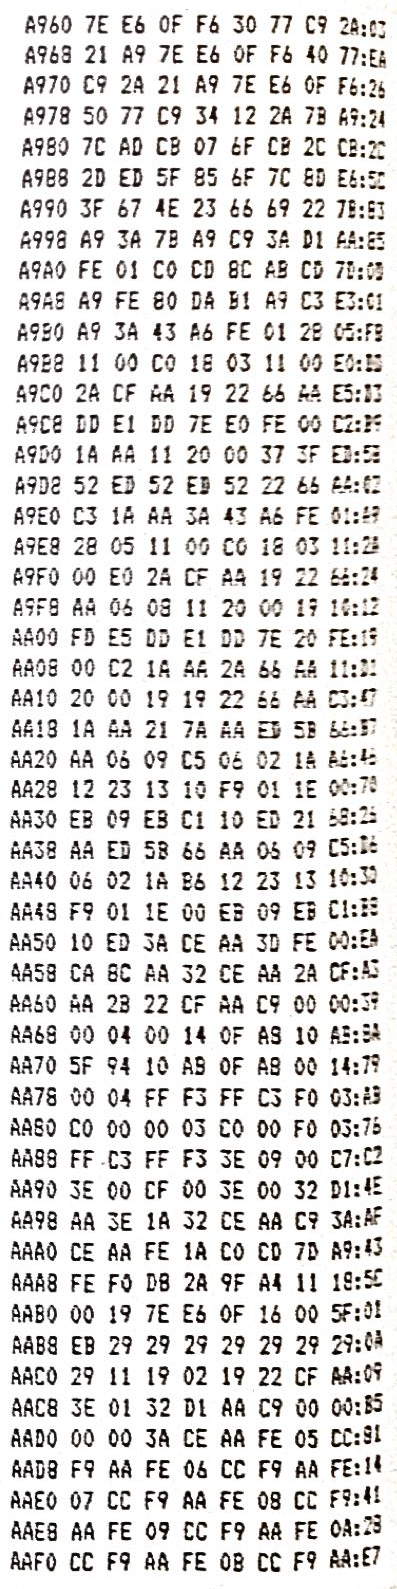 A960 7E E6 0F F6 30 77 C9 2A:03
A968 21 A9 7E E6 0F F6 40 77:EA
A970 C9 2A 21 A9 7E E6 0F F6:26
A978 50 77 C9 34 12 2A 7B A9:24
A980 7C AD CB 07 6F CB 2C CB:2C
A988 2D ED 5F 85 6F 7C 8D E6:5C
A990 3F 67 4E 23 66 69 22 7B:83
A998 A9 3A 7B A9 C9 3A D1 AA:85
A9A0 FE 01 C0 CD 8C AB CD 7D:0D
A9A8 A9 FE 80 DA B1 A9 C3 E3:01
A9B0 A9 3A 43 A6 FE 01 28 05:F8
A9B8 11 00 C0 18 03 11 00 E0:DD
A9C0 2A CF AA 19 22 66 AA E5:D3
A9C8 DD E1 DD 7E E0 FE 00 C2:B9
A9D0 1A AA 11 20 00 37 3F ED:58
A9D8 52 ED 52 ED 52 22 66 AA:02
A9E0 C3 1A AA 3A 43 A6 FE 01:A9
A9E8 28 05 11 00 C0 18 03 11:2A
A9F0 00 E0 2A CF AA 19 22 66:24
A9F8 AA 06 08 11 20 00 19 10:12
AA00 FD E5 DD E1 DD 7E 20 FE:19
AA08 00 C2 1A AA 2A 66 AA 11:D1
AA10 20 00 19 19 22 66 AA C3:47
AA18 1A AA 21 7A AA ED 5B 66:B7
AA20 AA 06 09 C5 06 02 1A A6:46
AA28 12 23 13 10 F9 01 1E 00:70
AA30 EB 09 EB C1 10 ED 21 68:26
AA38 AA ED 5B 66 AA 06 09 C5:D6
AA40 06 02 1A B6 12 23 13 10:30
AA48 F9 01 1E 00 EB 09 EB C1:B8
AA50 10 ED 3A CE AA 3D FE 00:EA
AA58 CA 8C AA 32 CE AA 2A CF:A3
AA60 AA 2B 22 CF AA C9 00 00:39
AA68 00 04 00 14 0F A8 10 AB:8A
AA70 5F 94 10 AB 0F A8 00 14:79
AA78 00 04 FF F3 FF C3 F0 03:AB
AA80 C0 00 00 03 C0 00 F0 03:76
AA88 FF C3 FF F3 3E 09 00 C7:C2
AA90 3E 00 CF 00 3E 00 32 D1:4E
AA98 AA 3E 1A 32 CE AA C9 3A:AF
AAA0 CE AA FE 1A C0 CD 7D A9:43
AAA8 FE F0 D8 2A 9F A4 11 18:5C
AAB0 00 19 7E E6 0F 16 00 5F:01
AAB8 EB 29 29 29 29 29 29 29:0A
AAC0 29 11 19 02 19 22 CF AA:09
AAC8 3E 01 32 D1 AA C9 00 00:B5
AAD0 00 00 3A CE AA FE 05 CC:81
AAD8 F9 AA FE 06 CC F9 AA FE:14
AAE0 07 CC F9 AA FE 08 CC F9:41
AAE8 AA FE 09 CC F9 AA FE 0A:28
AAF0 CC F9 AA FE 0B CC F9 AA:E7